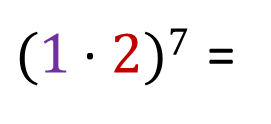 (1 · 2)⁷ =